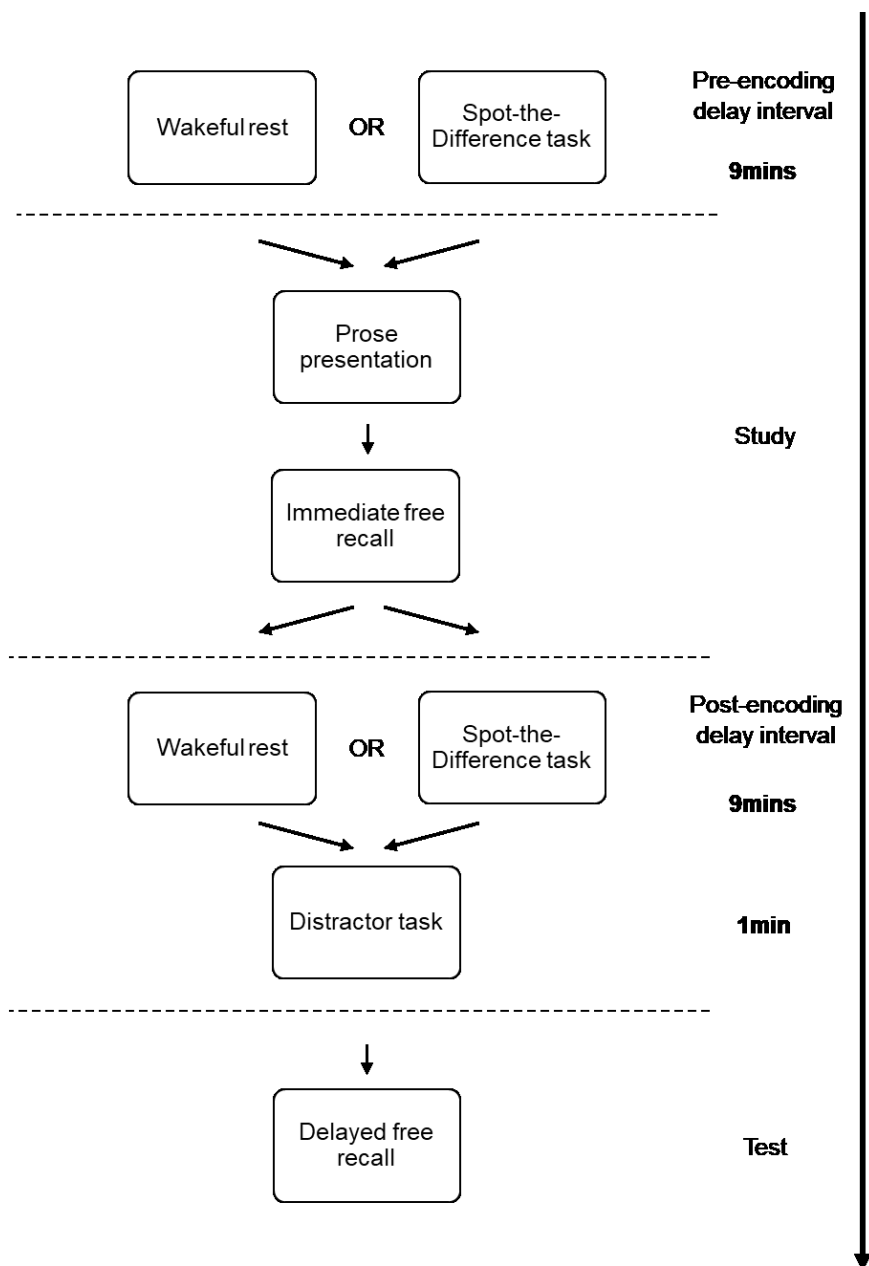 Wakeful rest
OR
Spot-the-
Difference task
Pre-encoding
delay interval
9mins
Prose
presentation
Immediate free
recall
Study
Wakeful rest
OR
Spot-the-
Difference task
Post-encoding
delay interval
9mins
Distractor task
1min
Delayed free
recall
Test